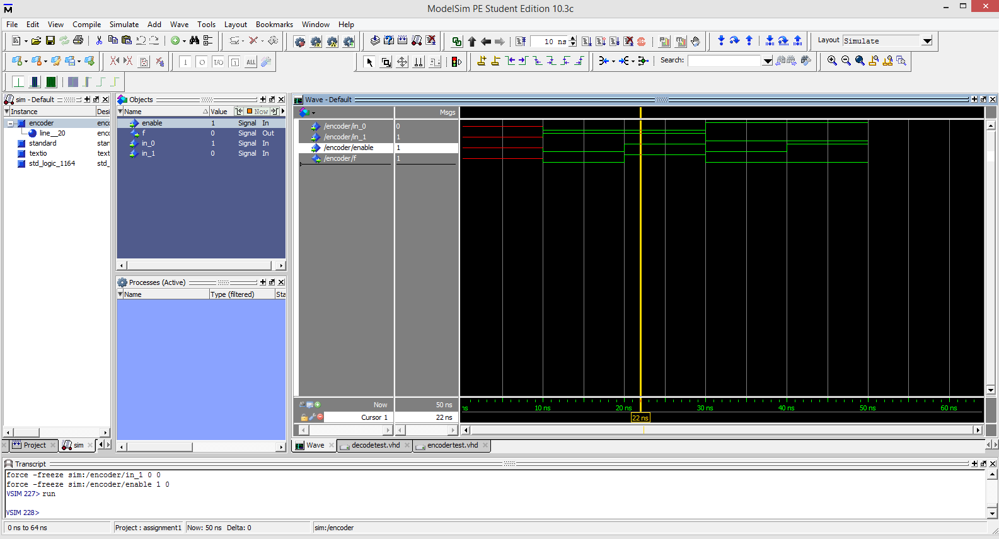 ModelSim PE Student Edition 10.3c
File Edit View Compile Simulate Add Wave Tools Layout Bookmarks Window Help
10 ns
Layout Simulate
Search:
sim - Default
Instance Desi
encoder enco
line__20 enco
standard stan
textio texti
std_logic_1164 std_
Objects
Name Value Now
enable 1 Signal In
f 0 Signal Out
in_0 1 Signal In
in_1 0 Signal In
Processes (Active)
Name Type (filtered) Sta
Wave - Default
Msgs
/encoder/in_0 0
/encoder/in_1 1
/encoder/enable 1
/encoder/f 1
Now 50 ns
Cursor 1 22 ns
ns 10 ns 20 ns 30 ns 40 ns 50 ns 60 ns
22 ns
Project sim
Wave decodetest.vhd encodertest.vhd
Transcript
force -freeze sim:/encoder/in_1 0 0
force -freeze sim:/encoder/enable 1 0
VSIM 227> run
VSIM 228>
0 ns to 64 ns Project : assignment1 Now: 50 ns Delta: 0 sim:/encoder